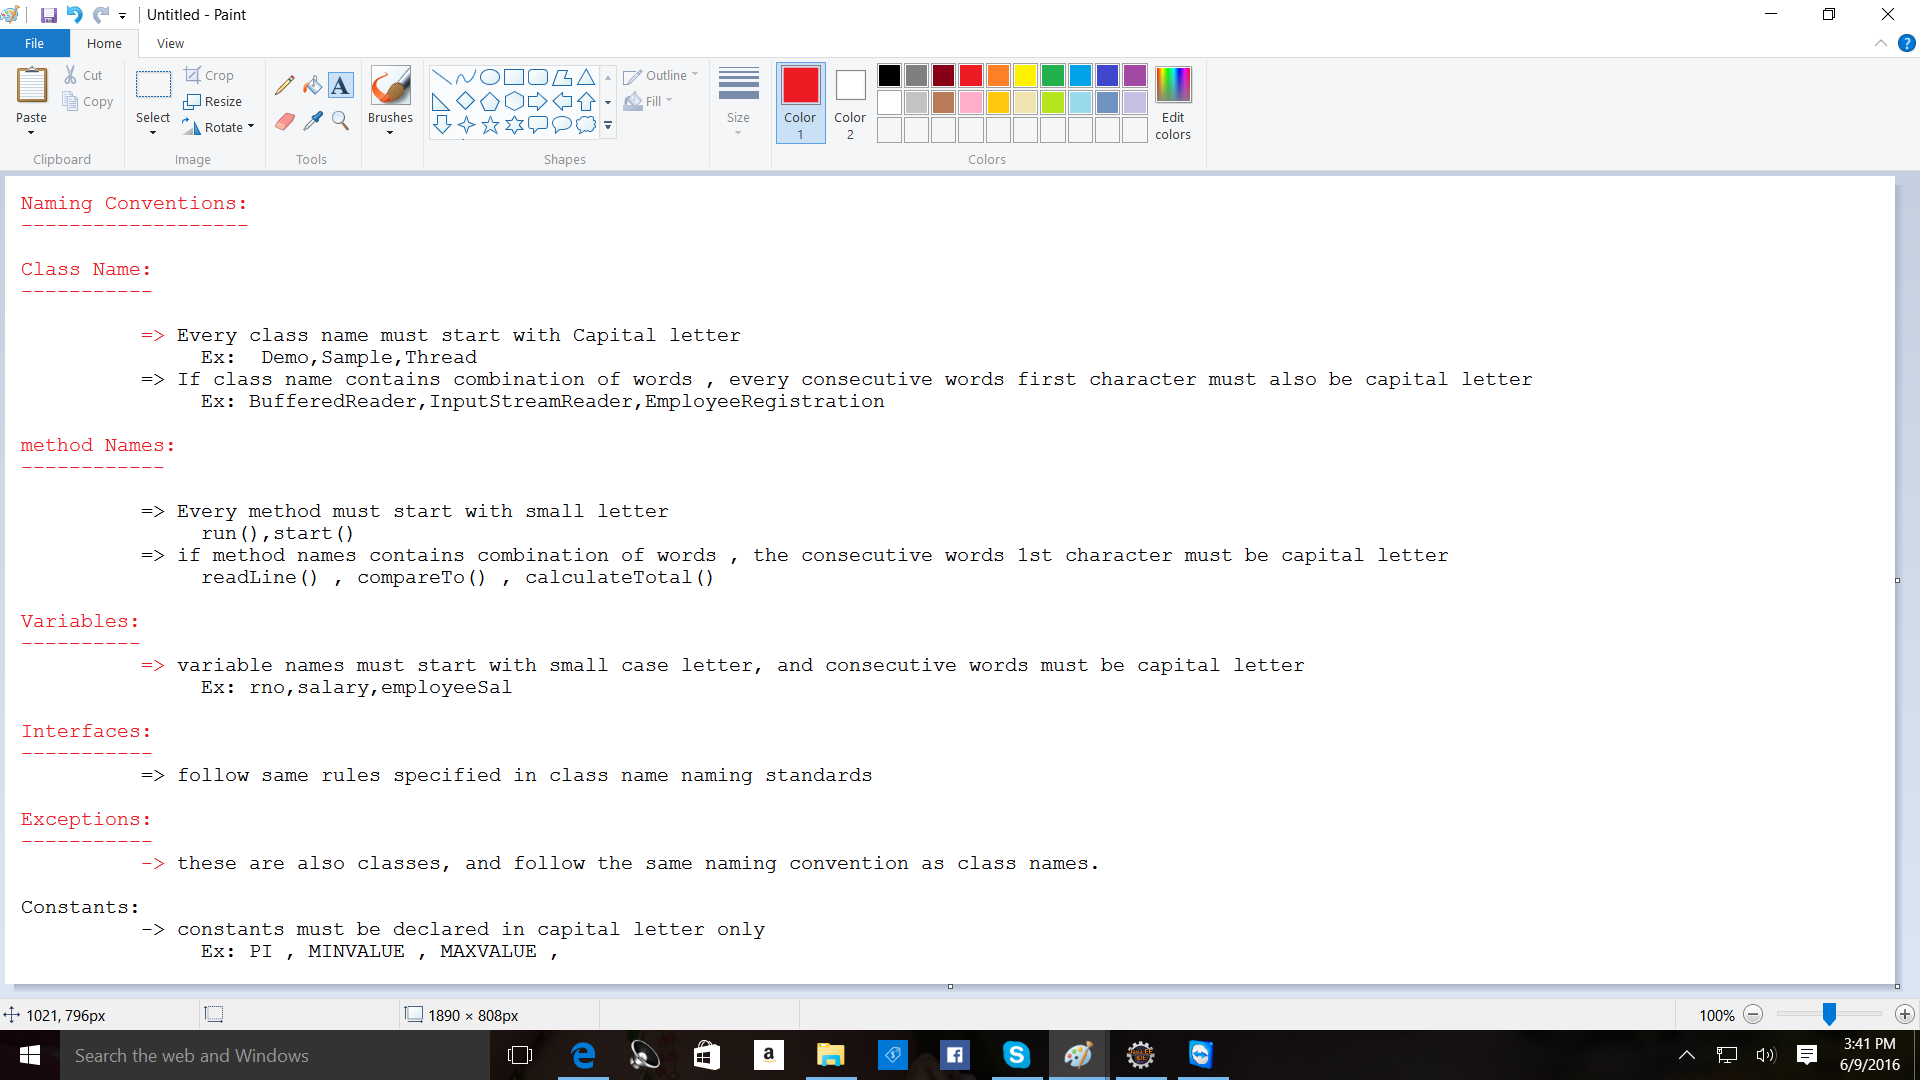 Untitled - Paint
File Home View
Paste
Cut
Copy
Clipboard
Select
Crop
Resize
Rotate
Image
Tools
Brushes
Shapes
Outline
Fill
Size
Color 1
Color 2
Edit colors
Colors
Naming Conventions:
-------------------
Class Name:
-----------
=> Every class name must start with Capital letter
Ex:  Demo,Sample,Thread
=> If class name contains combination of words , every consecutive words first character must also be capital letter
Ex: BufferedReader,InputStreamReader,EmployeeRegistration
method Names:
------------
=> Every method must start with small letter
run(),start()
=> if method names contains combination of words , the consecutive words 1st character must be capital letter
readLine() , compareTo() , calculateTotal()
Variables:
----------
=> variable names must start with small case letter, and consecutive words must be capital letter
Ex: rno,salary,employeeSal
Interfaces:
-----------
=> follow same rules specified in class name naming standards
Exceptions:
-----------
-> these are also classes, and follow the same naming convention as class names.
Constants:
-> constants must be declared in capital letter only
Ex: PI , MINVALUE , MAXVALUE ,
1021, 796px
1890 × 808px
100%
Search the web and Windows
3:41 PM
6/9/2016